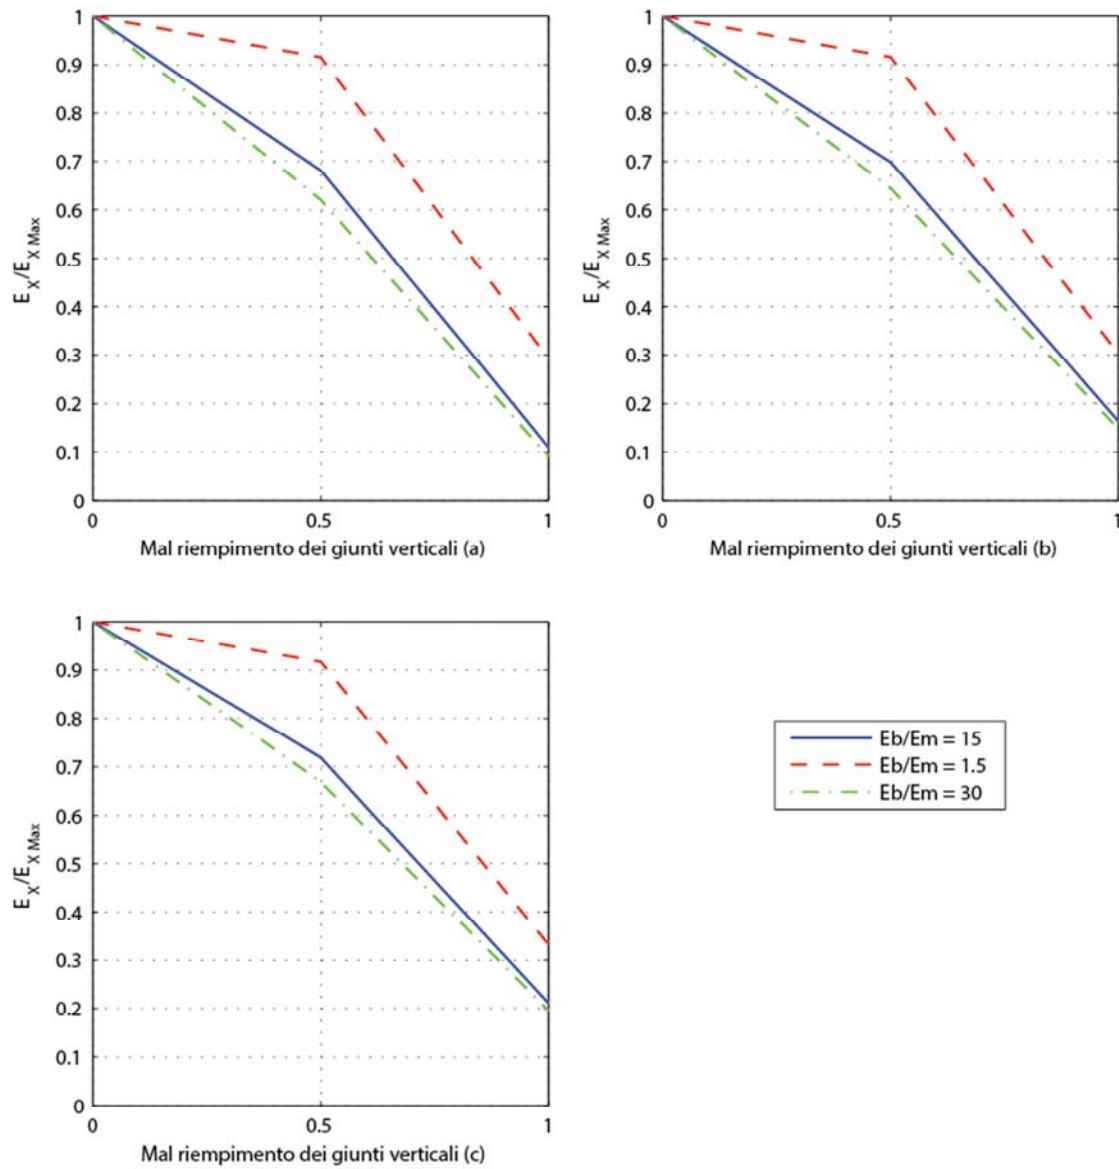 1
0.9
0.8
0.7
0.6
0.5
0.4
0.3
0.2
0.1
0
E_X/E_X Max
0 0.5 1
Mal riempimento dei giunti verticali (a)
1
0.9
0.8
0.7
0.6
0.5
0.4
0.3
0.2
0.1
0
E_X/E_X Max
0 0.5 1
Mal riempimento dei giunti verticali (b)
1
0.9
0.8
0.7
0.6
0.5
0.4
0.3
0.2
0.1
0
E_X/E_X Max
0 0.5 1
Mal riempimento dei giunti verticali (c)
Eb/Em = 15
Eb/Em = 1.5
Eb/Em = 30